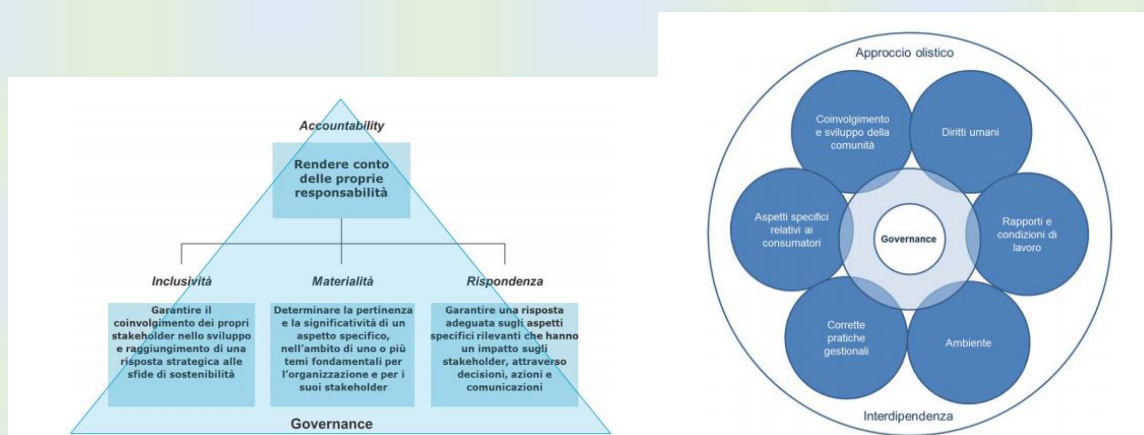 Accountability
Rendere conto
delle proprie
responsabilità
Inclusività
Garantire il
coinvolgimento dei propri
stakeholder nello sviluppo
e raggiungimento di una
risposta strategica alle
sfide di sostenibilità
Materialità
Determinare la pertinenza
e la significatività di un
aspetto specifico,
nell'ambito di uno o più
temi fondamentali per
l'organizzazione e per i
suoi stakeholder
Rispondenza
Garantire una risposta
adeguata sugli aspetti
specifici rilevanti che hanno
un impatto sugli
stakeholder, attraverso
decisioni, azioni e
comunicazioni
Governance
Approccio olistico
Coinvolgimento
e sviluppo della
comunità
Diritti umani
Aspetti specifici
relativi ai
consumatori
Governance
Rapporti e
condizioni di
lavoro
Corrette
pratiche
gestionali
Ambiente
Interdipendenza